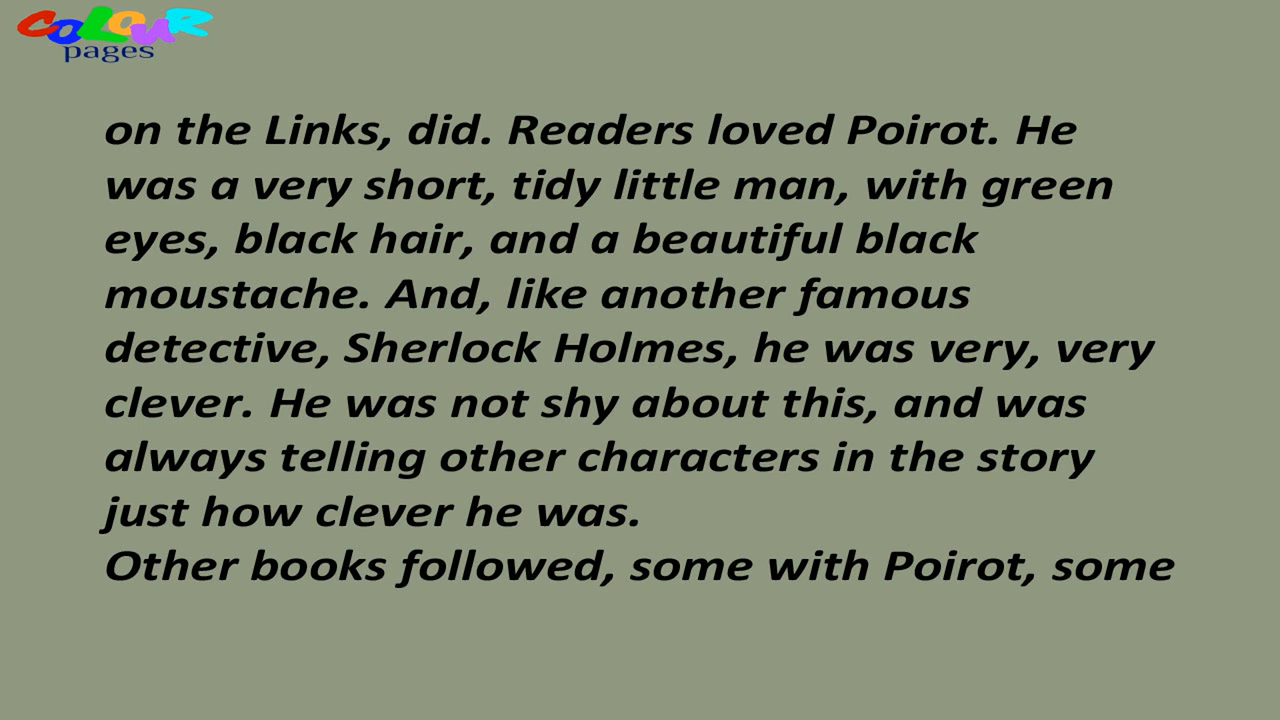 COLOUR
pages
on the Links, did. Readers loved Poirot. He
was a very short, tidy little man, with green
eyes, black hair, and a beautiful black
moustache. And, like another famous
detective, Sherlock Holmes, he was very, very
clever. He was not shy about this, and was
always telling other characters in the story
just how clever he was.
Other books followed, some with Poirot, some